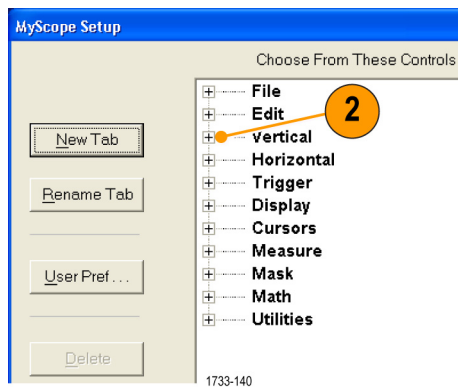 MyScope Setup
Choose From These Controls
File
Edit
2
Vertical
Horizontal
Trigger
Display
Cursors
Measure
Mask
Math
Utilities
New Tab
Rename Tab
User Pref...
Delete
1733-140